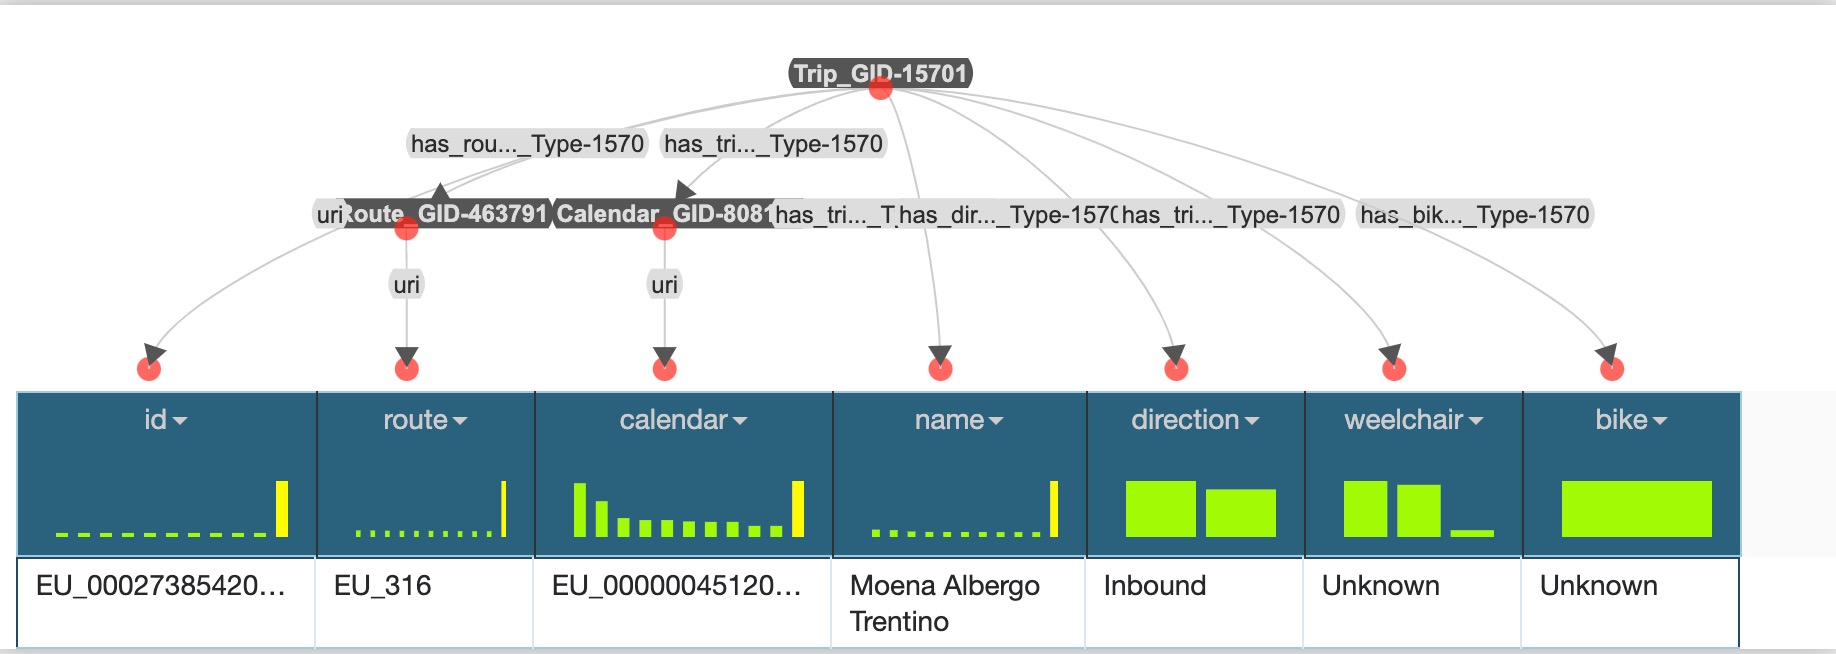 Trip_GID-15701
has_rou..._Type-1570 has_tri..._Type-1570
uri Route_GID-463791 Calendar_GID-8081 has_tri..._T has_dir..._Type-1570 has_tri..._Type-1570 has_bik..._Type-1570
uri uri
id route calendar name direction weelchair bike
EU_00027385420... EU_316 EU_00000045120... Moena Albergo Inbound Unknown Unknown
Trentino